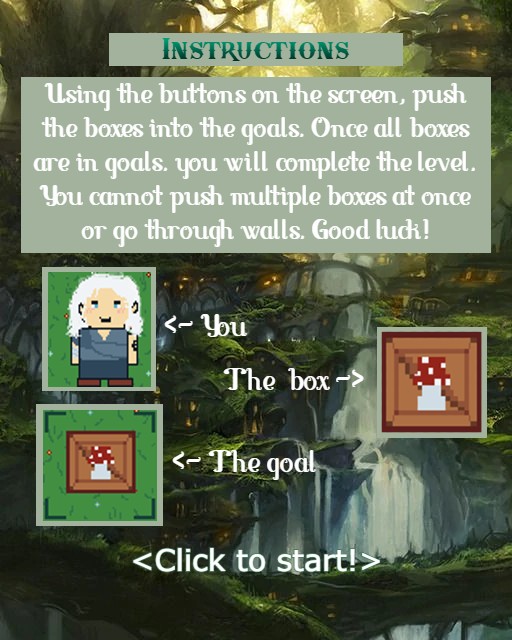 Instructions
Using the buttons on the screen, push
the boxes into the goals. Once all boxes
are in goals. you will complete the level.
You cannot push multiple boxes at once
or go through walls. Good luck!
<~ You
The box ~>
<~ The goal
<Click to start!>